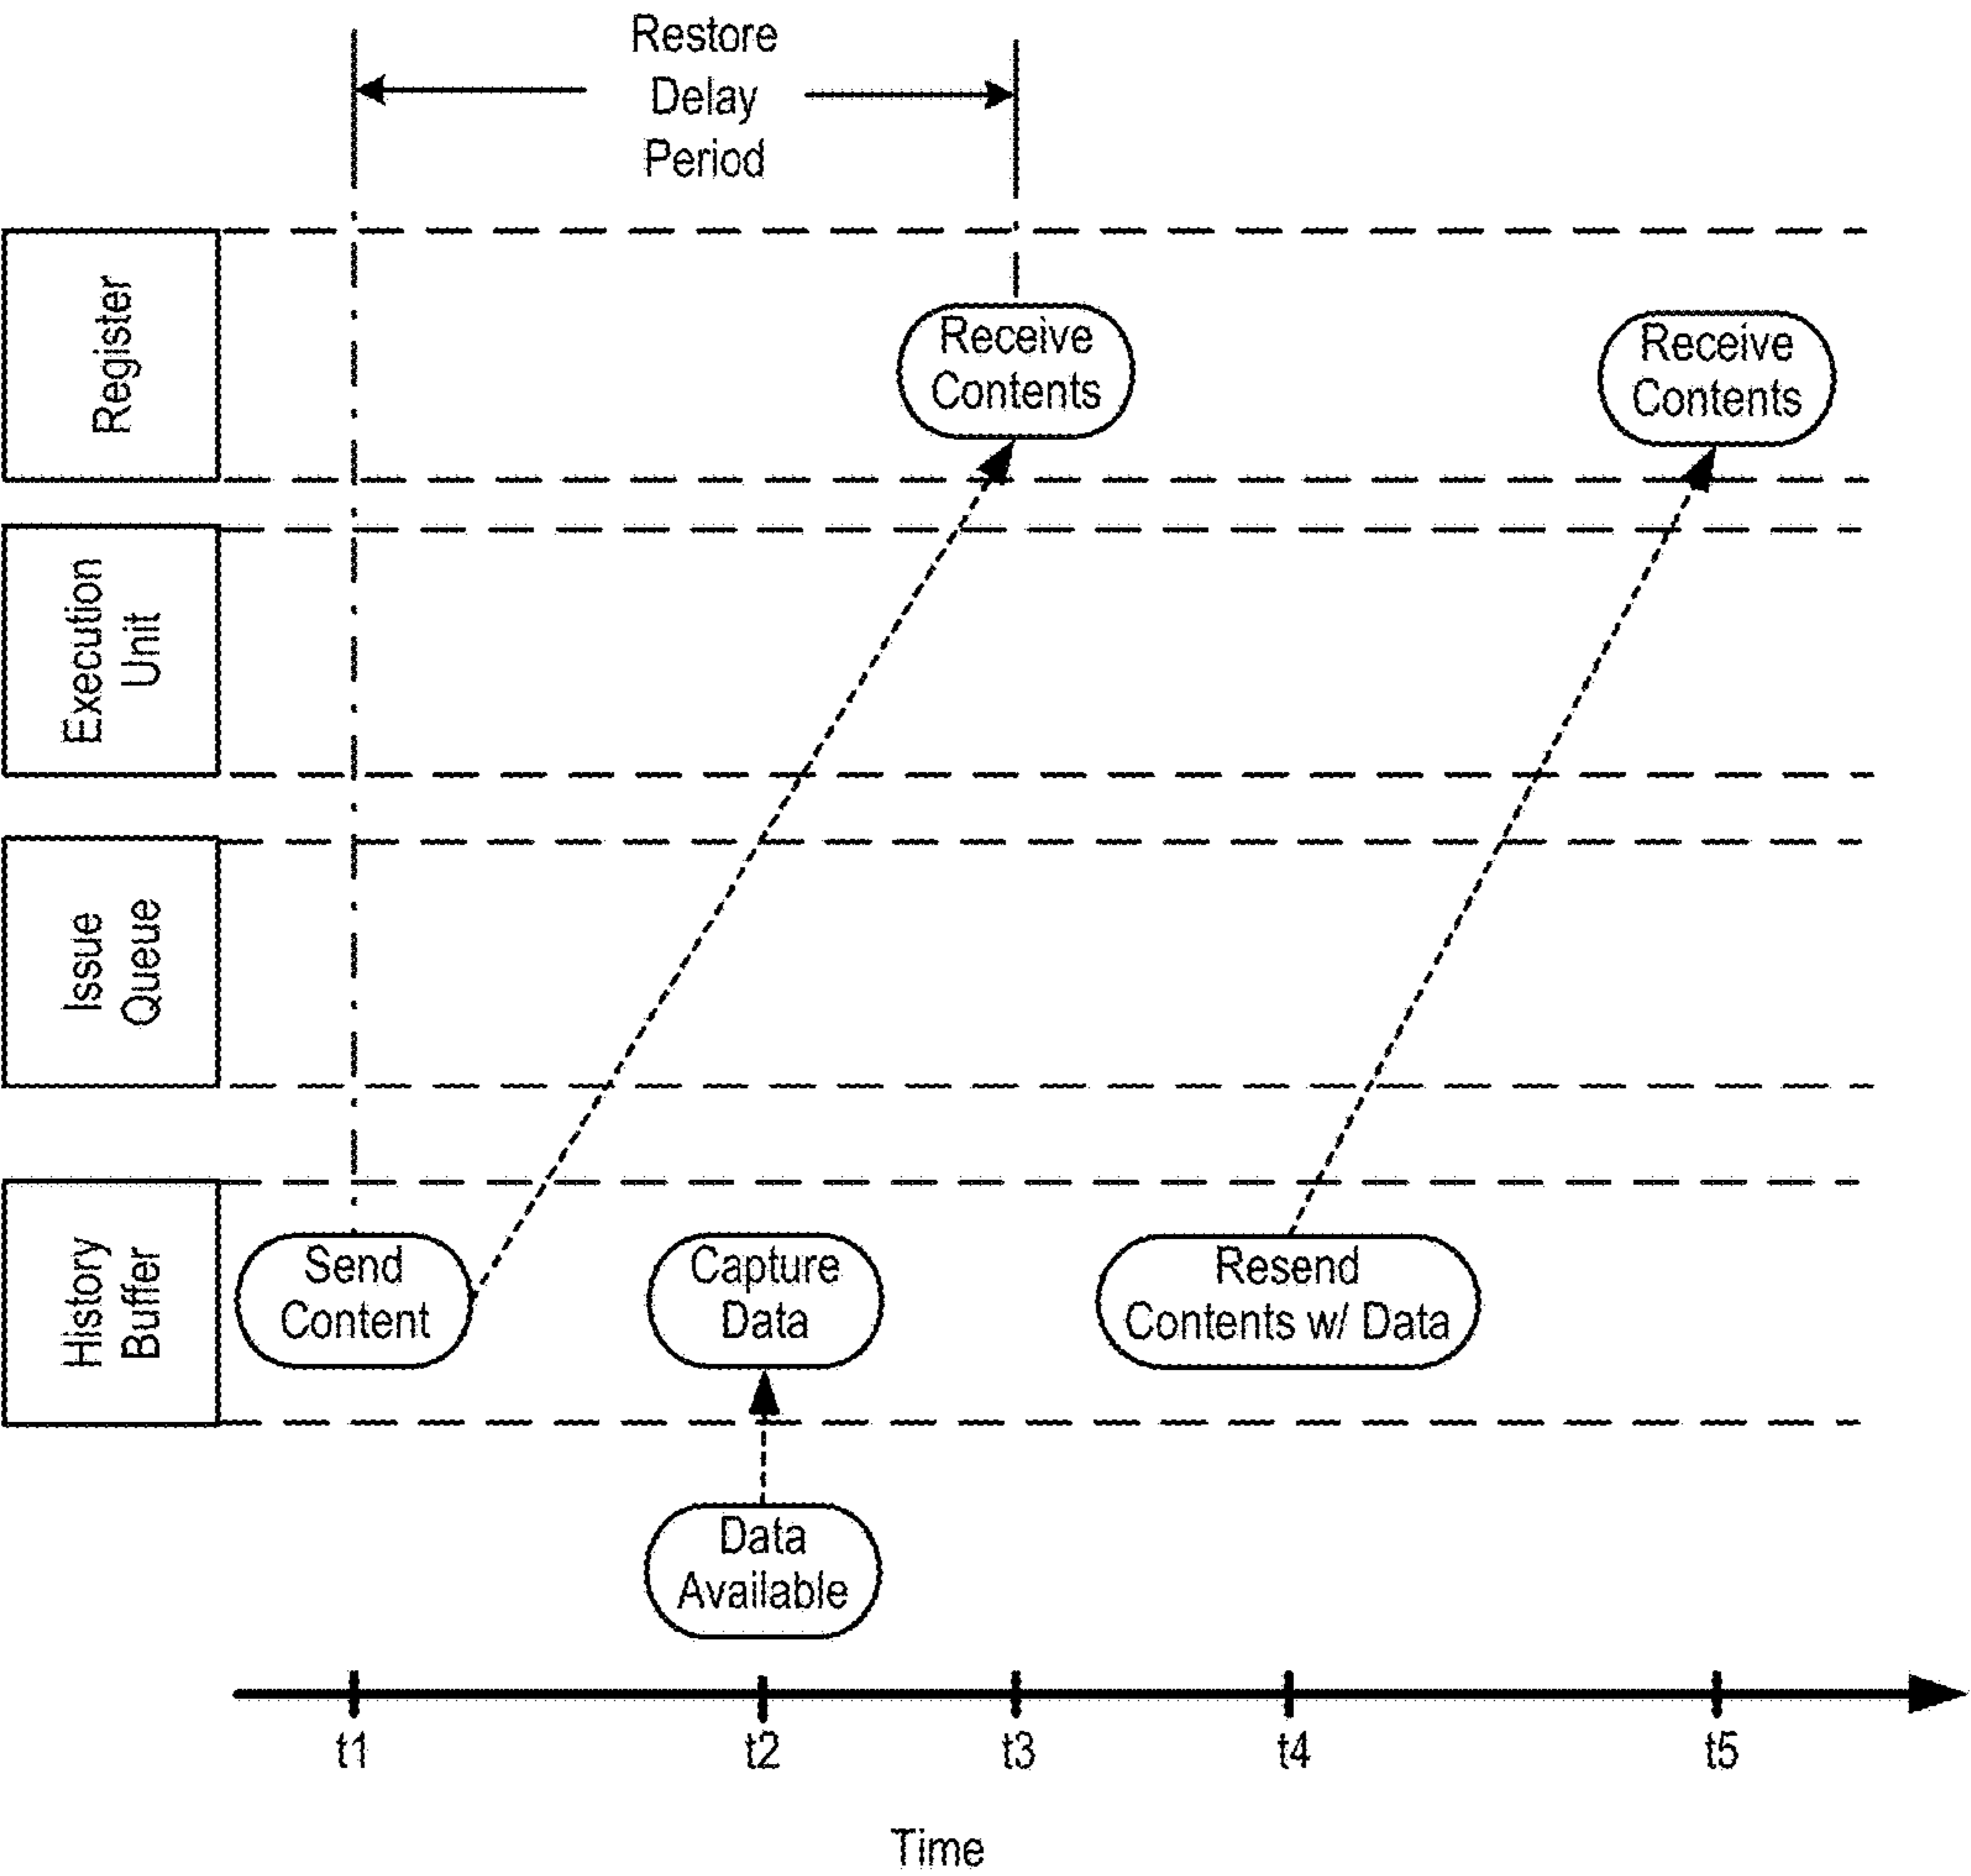 Restore
Delay
Period
Register
Receive
Contents
Receive
Contents
Execution
Unit
Issue
Queue
History
Buffer
Send
Content
Capture
Data
Resend
Contents w/ Data
Data
Available
t1
t2
t3
t4
t5
Time